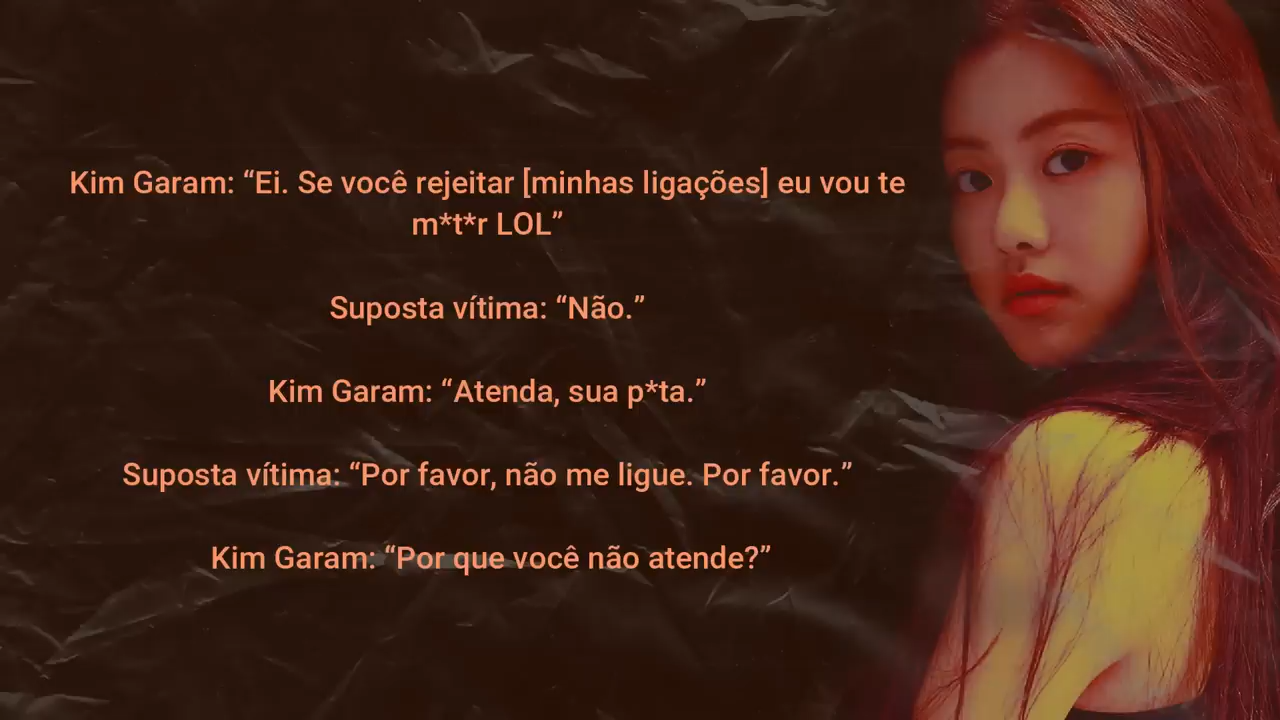 Kim Garam: “Ei. Se você rejeitar [minhas ligações] eu vou te
m*t*r LOL”
Suposta vítima: “Não.”
Kim Garam: “Atenda, sua p*ta.”
Suposta vítima: “Por favor, não me ligue. Por favor.”
Kim Garam: “Por que você não atende?”